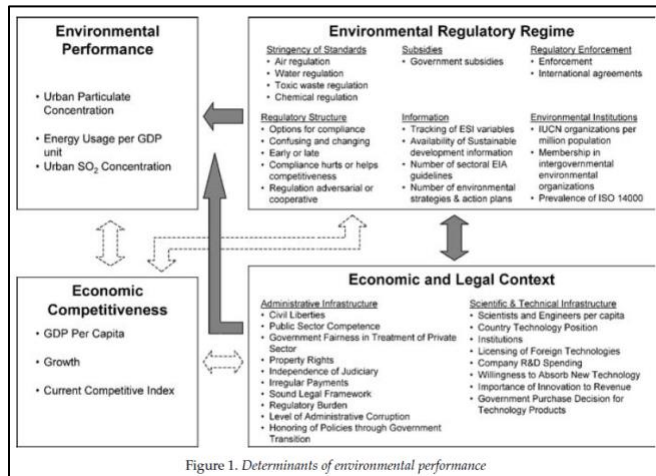 Environmental
Performance
• Urban Particulate
Concentration
• Energy Usage per GDP
unit
• Urban SO₂ Concentration
Environmental Regulatory Regime
Stringency of Standards
• Air regulation
• Water regulation
• Toxic waste regulation
• Chemical regulation
Subsidies
• Government subsidies
Regulatory Enforcement
• Enforcement
• International agreements
Regulatory Structure
• Options for compliance
• Confusing and changing
• Early or late
• Compliance hurts or helps
competitiveness
• Regulation adversarial or
cooperative
Information
• Tracking of ESI variables
• Availability of Sustainable
development information
• Number of sectoral EIA
guidelines
• Number of environmental
strategies & action plans
Environmental Institutions
• IUCN organizations per
million population
• Membership in
intergovernmental
environmental
organizations
• Prevalence of ISO 14000
Economic
Competitiveness
• GDP Per Capita
• Growth
• Current Competitive Index
Economic and Legal Context
Administrative Infrastructure
• Civil Liberties
• Public Sector Competence
• Government Fairness in Treatment of Private
Sector
• Property Rights
• Independence of Judiciary
• Irregular Payments
• Sound Legal Framework
• Regulatory Burden
• Level of Administrative Corruption
• Honoring of Policies through Government
Transition
Scientific & Technical Infrastructure
• Scientists and Engineers per capita
• Country Technology Position
• Institutions
• Licensing of Foreign Technologies
• Company R&D Spending
• Willingness to Absorb New Technology
• Importance of Innovation to Revenue
• Government Purchase Decision for
Technology Products
Figure 1. Determinants of environmental performance